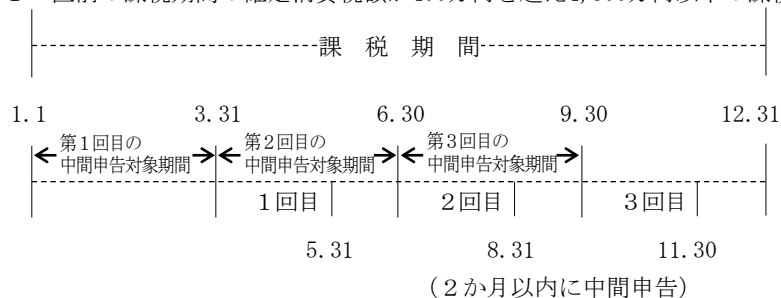 課 税 期 間
1.1 3.31 6.30 9.30 12.31
第1回目の 第2回目の 第3回目の
中間申告対象期間 中間申告対象期間 中間申告対象期間
1回目 2回目 3回目
5.31 8.31 11.30
(2か月以内に中間申告)